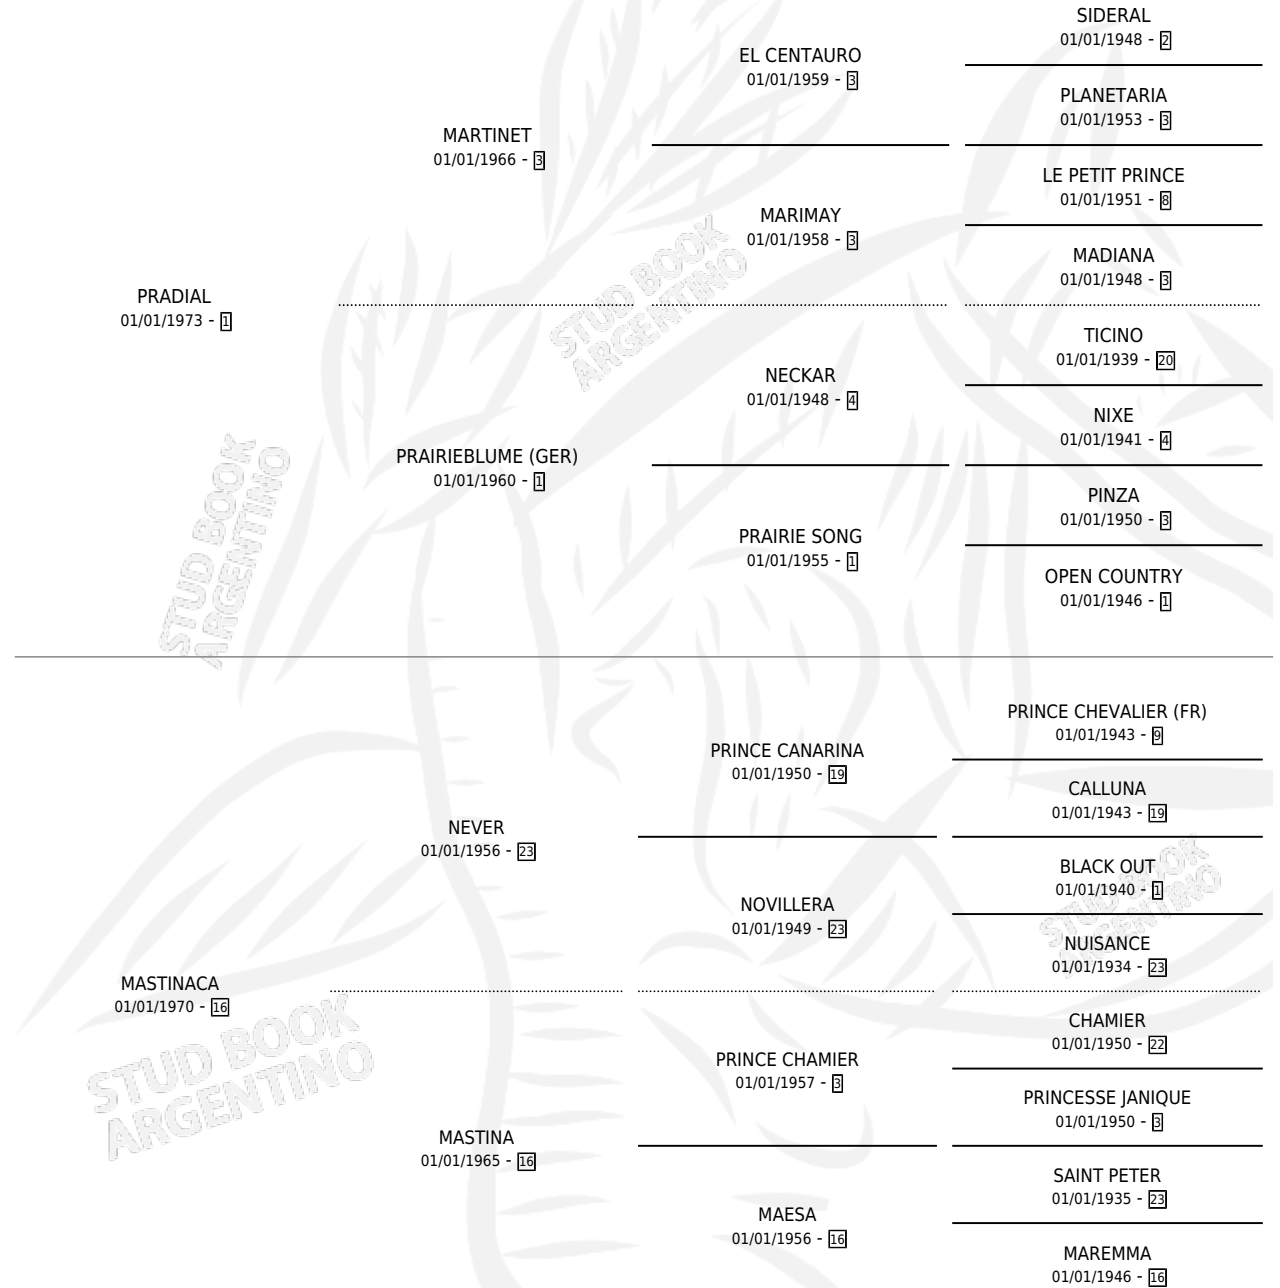 SIDERAL
01/01/1948 - 2
EL CENTAURO
01/01/1959 - 3
PLANETARIA
01/01/1953 - 3
MARTINET
01/01/1966 - 3
LE PETIT PRINCE
01/01/1951 - 8
MARIMAY
01/01/1958 - 3
MADIANA
01/01/1948 - 3
PRADIAL
01/01/1973 - 1
TICINO
01/01/1939 - 20
NECKAR
01/01/1948 - 4
NIXE
01/01/1941 - 4
PRAIRIEBLUME (GER)
01/01/1960 - 1
PINZA
01/01/1950 - 3
PRAIRIE SONG
01/01/1955 - 1
OPEN COUNTRY
01/01/1946 - 1
PRINCE CHEVALIER (FR)
01/01/1943 - 9
PRINCE CANARINA
01/01/1950 - 19
CALLUNA
01/01/1943 - 19
NEVER
01/01/1956 - 23
BLACK OUT
01/01/1940 - 1
NOVILLERA
01/01/1949 - 23
NUISANCE
01/01/1934 - 23
MASTINACA
01/01/1970 - 16
CHAMIER
01/01/1950 - 22
PRINCE CHAMIER
01/01/1957 - 3
PRINCESSE JANIQUE
01/01/1950 - 3
MASTINA
01/01/1965 - 16
SAINT PETER
01/01/1935 - 23
MAESA
01/01/1956 - 16
MAREMMA
01/01/1946 - 16
STUD BOOK
ARGENTINO
STUD BOOK
ARGENTINO
STUD BOOK
ARGENTINO
STUD BOOK
ARGENTINO